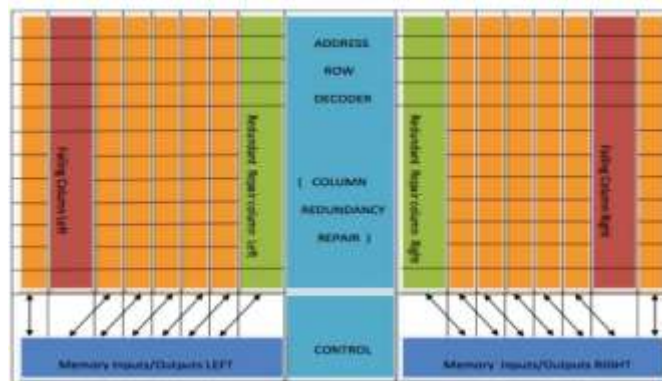 ADDRESS
ROW
DECODER
( COLUMN
REDUNDANCY
REPAIR )
CONTROL
Failing Column Left
Redundant Repair column Left
Redundant Repair column Right
Failing Column Right
Memory Inputs/Outputs LEFT
Memory Inputs/Outputs RIGHT